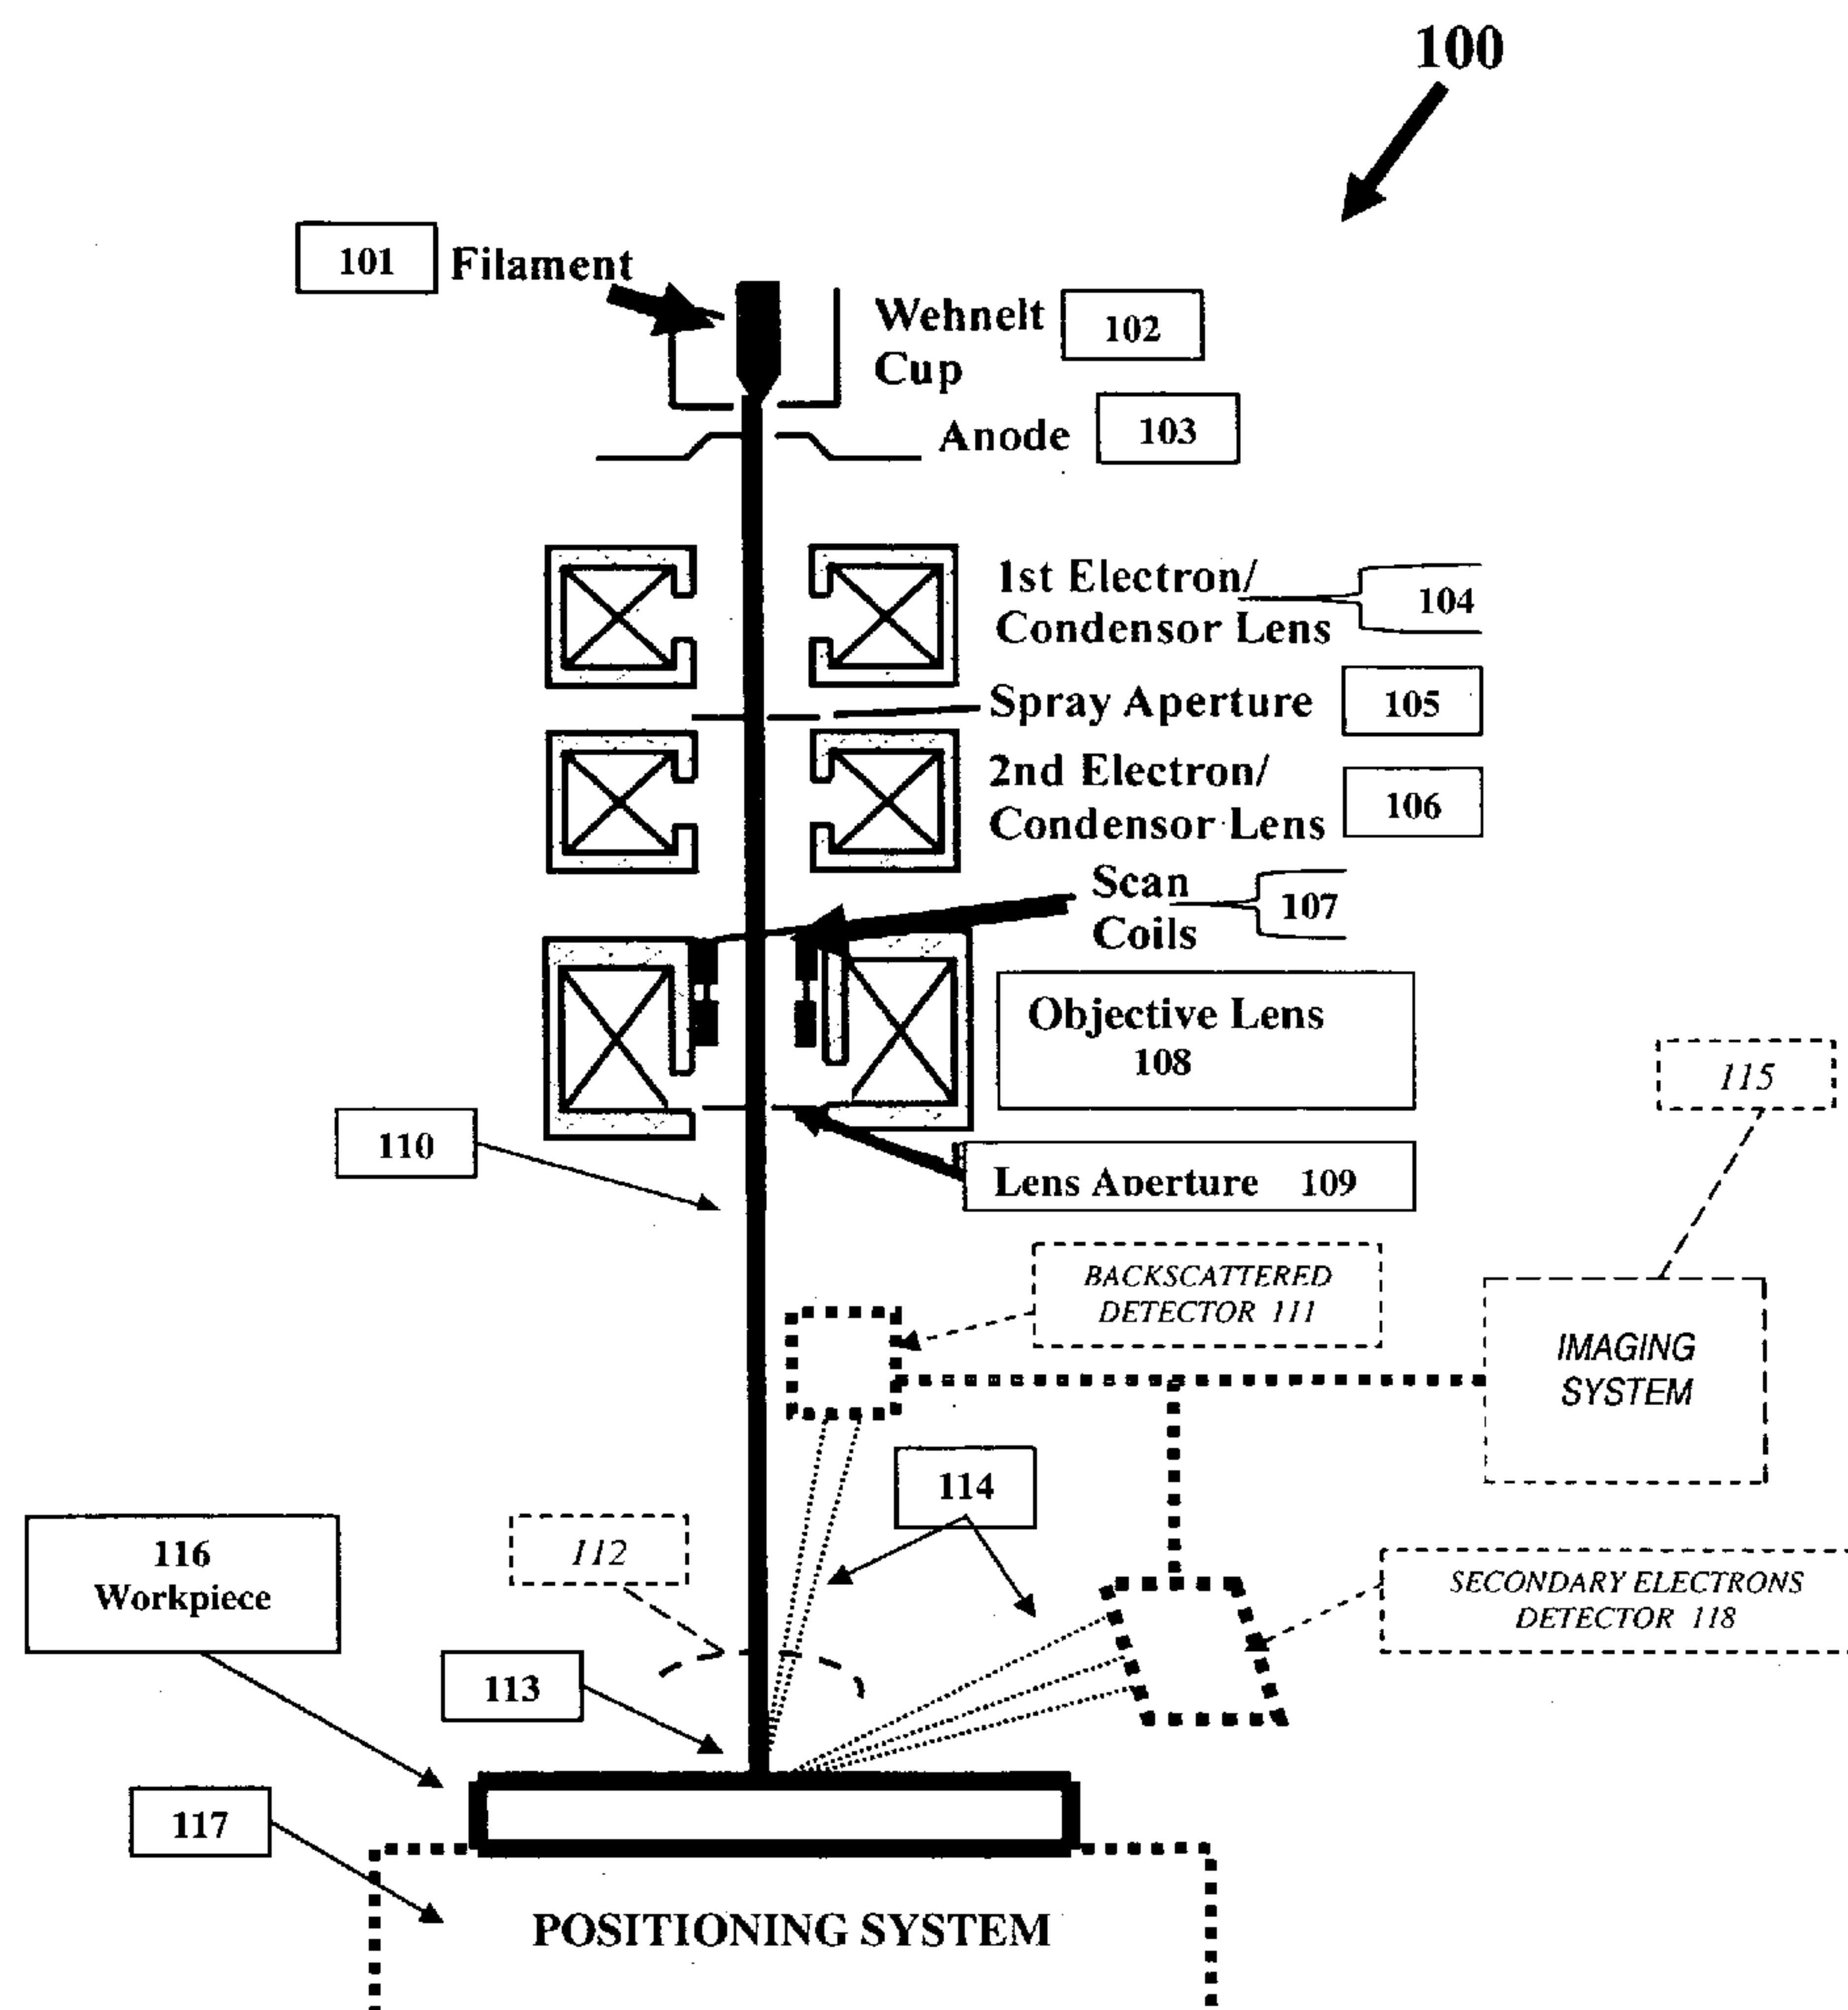 100
101 Filament
Wehnelt 102
Cup
Anode 103
1st Electron/
Condensor Lens 104
Spray Aperture 105
2nd Electron/
Condensor Lens 106
Scan
Coils 107
Objective Lens
108
115
110
Lens Aperture 109
BACKSCATTERED
DETECTOR 111
IMAGING
SYSTEM
114
116
Workpiece
112
SECONDARY ELECTRONS
DETECTOR 118
113
117
POSITIONING SYSTEM